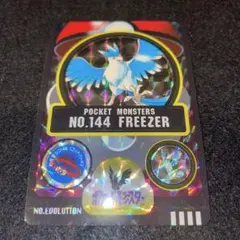 POCKET MONSTERS
NO.144 FREEZER
NO.EVOLUTION